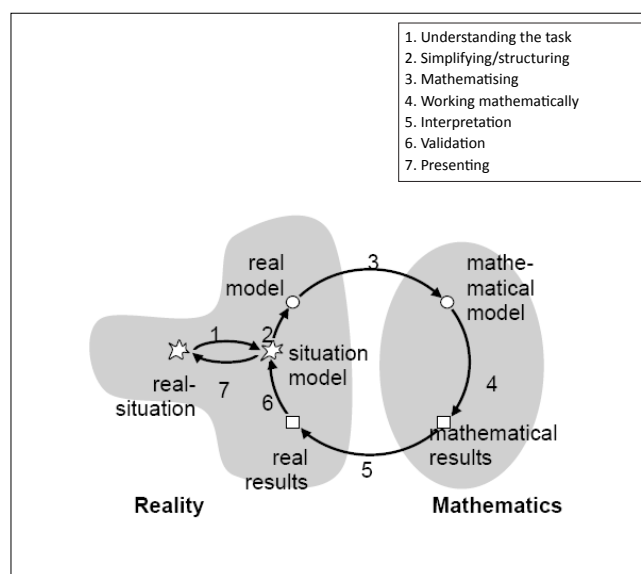 1. Understanding the task
2. Simplifying/structuring
3. Mathematising
4. Working mathematically
5. Interpretation
6. Validation
7. Presenting
real
model
3
mathe-
matical
model
1
2
situation
model
real-
situation
7
6
4
real
results
5
mathematical
results
Reality
Mathematics